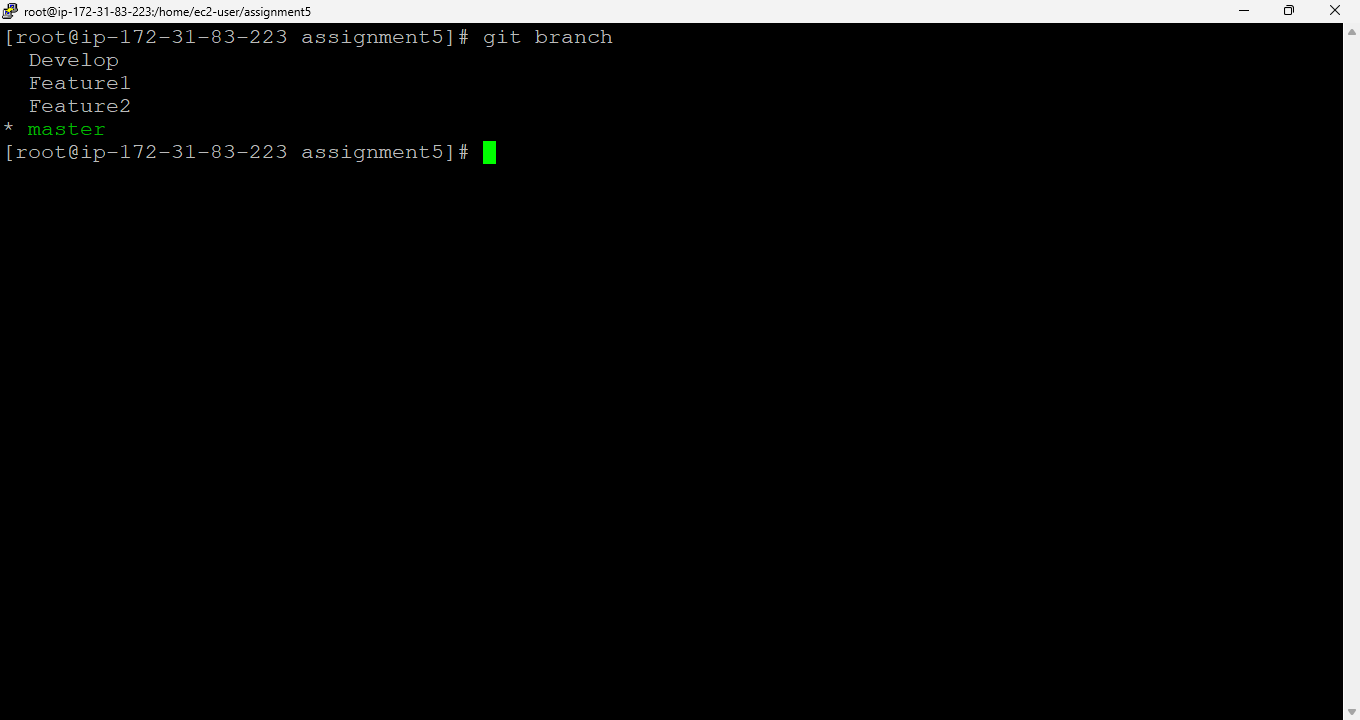 root@ip-172-31-83-223:/home/ec2-user/assignment5
[root@ip-172-31-83-223 assignment5]# git branch
  Develop
  Feature1
  Feature2
* master
[root@ip-172-31-83-223 assignment5]#